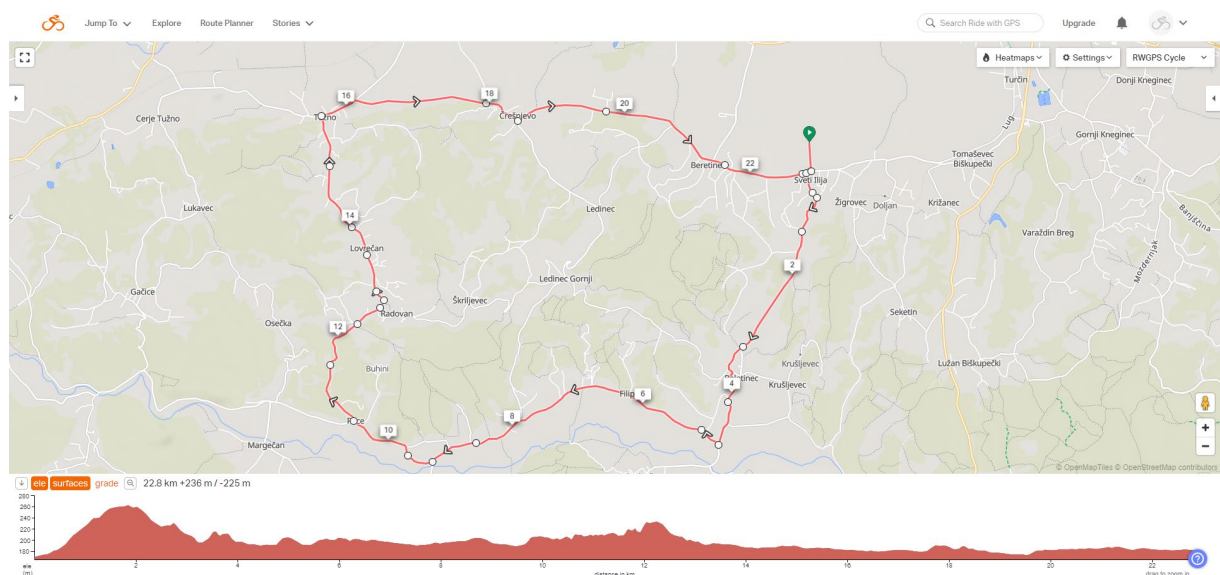 Jump To Explore Route Planner Stories Search Ride with GPS Upgrade
Heatmaps Settings RWGPS Cycle
Turčin
Donji Kneginec
16
18
20
Lug
Cerje Tužno
Črešnjevo
Gornji Kneginec
Tomaševec
Biškupečki
22
Sveti Ilija
Lukavec
Ledinec
Žigrovec
Doljan
Križanec
Banjščina
14
Varaždin Breg
Lovrečan
2
Možđernjak
Ledinec Gornji
Gačice
Škriljevec
Radovan
Osečka
12
Seketin
Buhini
Krušljevec
Lužan Biškupečki
4
Krušljevec
6
8
10
Margečan
© OpenMapTiles © OpenStreetMap contributors
ele surfaces grade 22.8 km +236 m / -225 m
280
260
240
220
200
180
ele
(m)
2 4 6 8 10 12 14 16 18 20 22
distance in km
drag to zoom in